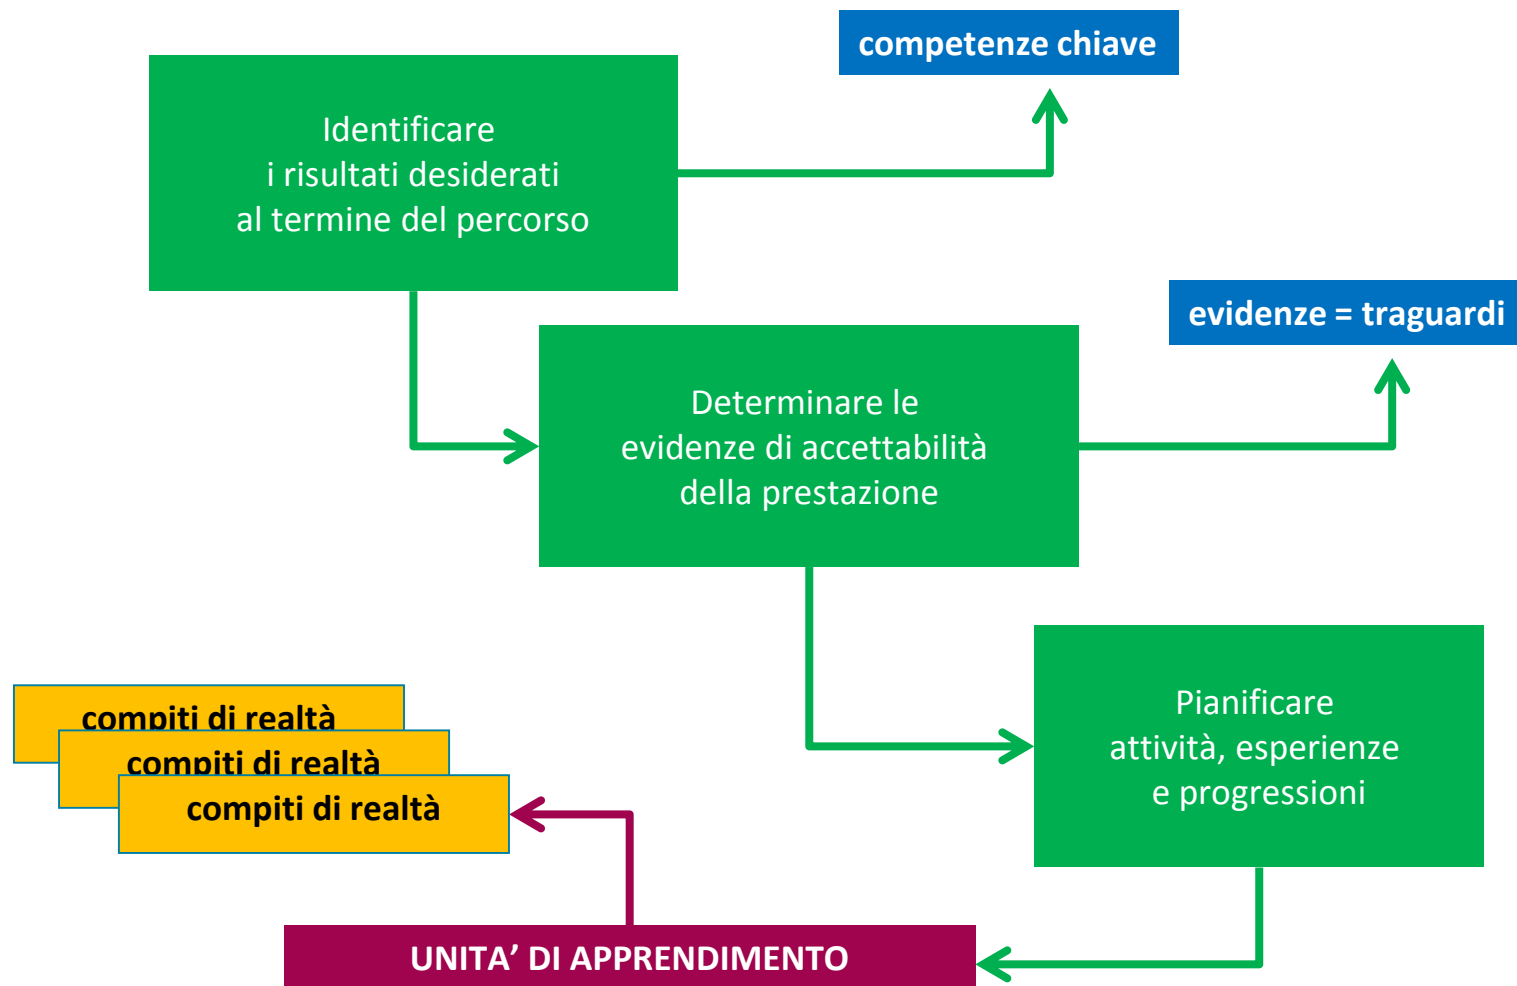 competenze chiave
Identificare
i risultati desiderati
al termine del percorso
evidenze = traguardi
Determinare le
evidenze di accettabilità
della prestazione
Pianificare
attività, esperienze
e progressioni
compiti di realtà
compiti di realtà
compiti di realtà
UNITA’ DI APPRENDIMENTO